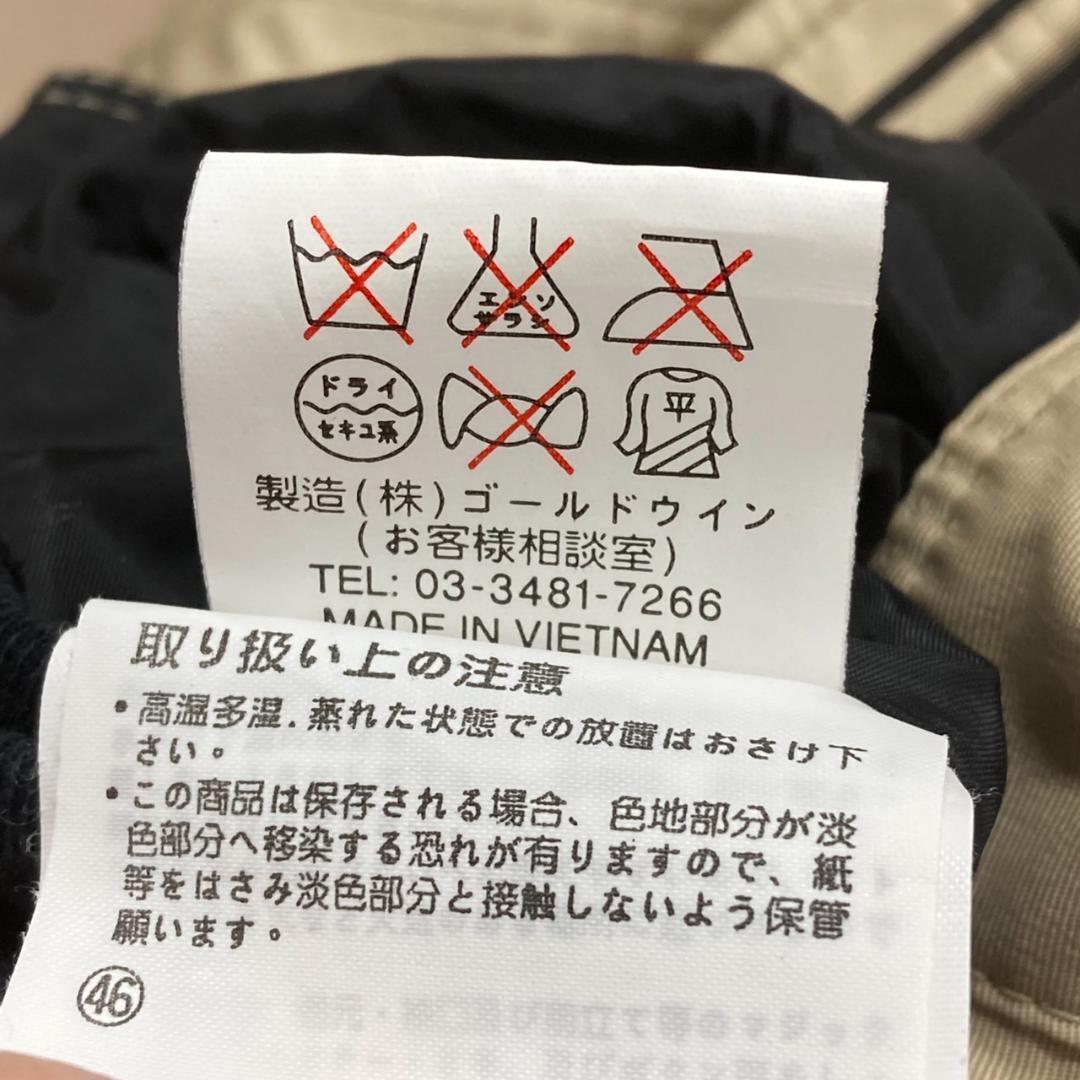 エンソ
サラシ
ドライ
セキユ系
平
製造(株)ゴールドウイン
(お客様相談室)
TEL: 03-3481-7266
MADE IN VIETNAM
取り扱い上の注意
・高温多湿.蒸れた状態での放置はおさけ下
さい。
・この商品は保存される場合、色地部分が淡
色部分へ移染する恐れが有りますので、紙
等をはさみ淡色部分と接触しないよう保管
願います。
㊻